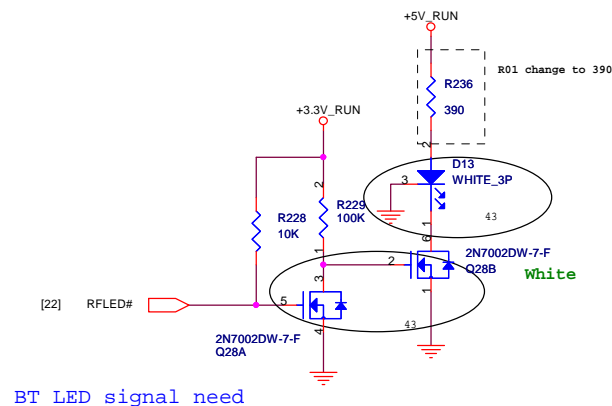 +5V_RUN
R01 change to 390
R236
390
+3.3V_RUN
2
D13
3
WHITE_3P
2
R228
10K
R229
100K
43
1
1
6
2N7002DW-7-F
2
Q28B
3
White
1
[22] RFLED#
5
43
2N7002DW-7-F
4
Q28A
BT LED signal need